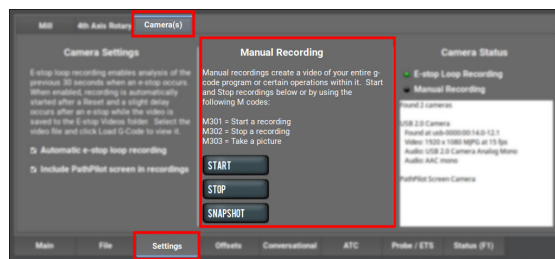 Mill
4th Axis Rotary
Camera(s)
Camera Settings
E-stop loop recording enables analysis of the
previous 30 seconds when an e-stop occurs.
When enabled, recording is automatically
started after a Reset and a slight delay
occurs after an e-stop while the video is
saved to the E-stop Videos folder. Select the
video file and click Load G-Code to view it.
Automatic e-stop loop recording
Include PathPilot screen in recordings
Manual Recording
Manual recordings create a video of your entire g-
code program or certain operations within it. Start
and Stop recordings below or by using the
following M codes:
M301 = Start a recording
M302 = Stop a recording
M303 = Take a picture
START
STOP
SNAPSHOT
Camera Status
E-stop Loop Recording
Manual Recording
Found 2 cameras
USB 2.0 Camera
Found at usb-0000:00:14.0-12.1
Video: 1920 x 1080 MJPG at 15 fps
Audio: USB 2.0 Camera Analog Mono
Audio: AAC mono
PathPilot Screen Camera
Main
File
Settings
Offsets
Conversational
ATC
Probe / ETS
Status (F1)